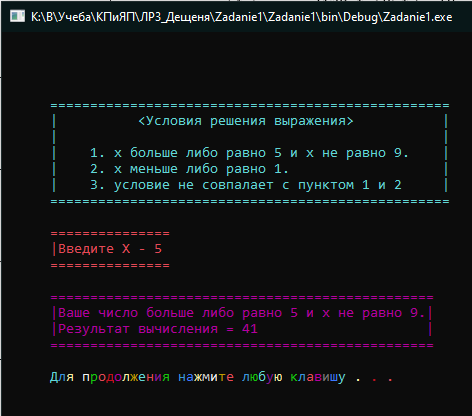 K:\В\Учеба\КПиЯП\ЛР3_Дещеня\Zadanie1\Zadanie1\bin\Debug\Zadanie1.exe
==================================================
|          <Условия решения выражения>           |
|                                                |
|    1. х больше либо равно 5 и х не равно 9.    |
|    2. х меньше либо равно 1.                   |
|    3. условие не совпалает с пунктом 1 и 2     |
==================================================
===============
|Введите X - 5
===============
================================================
|Ваше число больше либо равно 5 и х не равно 9.|
|Результат вычисления = 41                     |
================================================
Для продолжения нажмите любую клавишу . . .